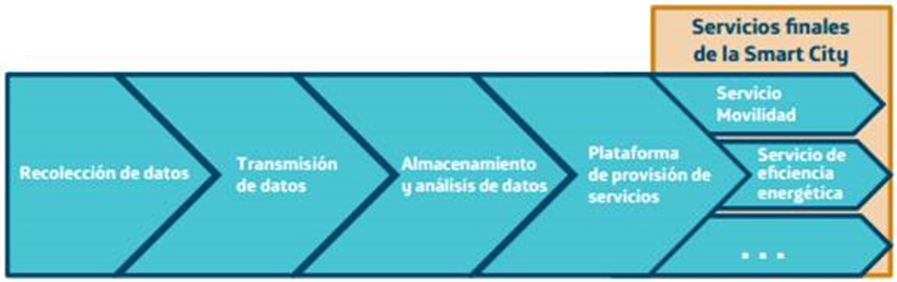 Servicios finales
de la Smart City
Recolección de datos
Transmisión
de datos
Almacenamiento
y análisis de datos
Plataforma
de provisión de
servicios
Servicio
Movilidad
Servicio de
eficiencia
energética
...